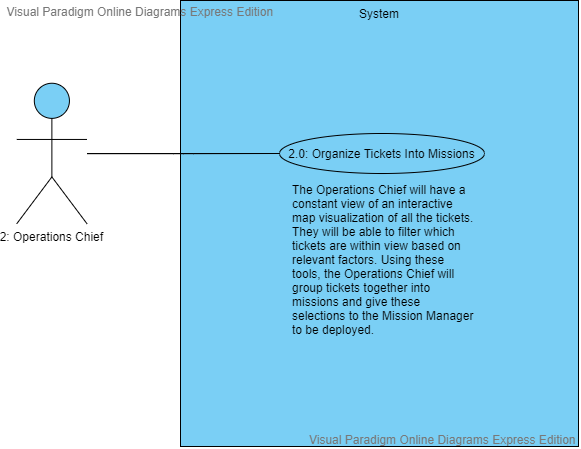 Visual Paradigm Online Diagrams Express Edition
System
2.0: Organize Tickets Into Missions
The Operations Chief will have a
constant view of an interactive
map visualization of all the tickets.
They will be able to filter which
tickets are within view based on
relevant factors. Using these
tools, the Operations Chief will
group tickets together into
missions and give these
selections to the Mission Manager
to be deployed.
2: Operations Chief
Visual Paradigm Online Diagrams Express Edition